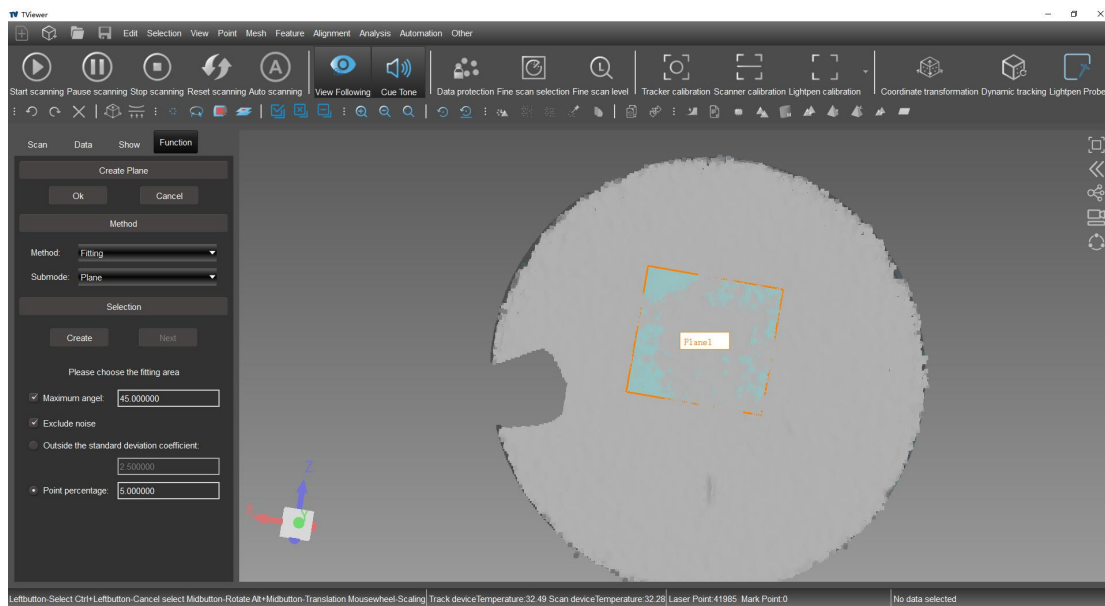 TViewer
Edit Selection View Point Mesh Feature Alignment Analysis Automation Other
Start scanning Pause scanning Stop scanning Reset scanning Auto scanning View Following Cue Tone Data protection Fine scan selection Fine scan level Tracker calibration Scanner calibration Lightpen calibration Coordinate transformation Dynamic tracking Lightpen Probe
Scan Data Show Function
Create Plane
Ok Cancel
Method
Method: Fitting
Submode: Plane
Selection
Create Next
Please choose the fitting area
Maximum angel: 45.000000
Exclude noise
Outside the standard deviation coefficient:
2.500000
Point percentage: 5.000000
Plane1
Z
Y
Leftbutton-Select Ctrl+Leftbutton-Cancel select Midbutton-Rotate Alt+Midbutton-Translation Mousewheel-Scaling Track deviceTemperature:32.49 Scan deviceTemperature:32.28 Laser Point:41985 Mark Point:0 No data selected